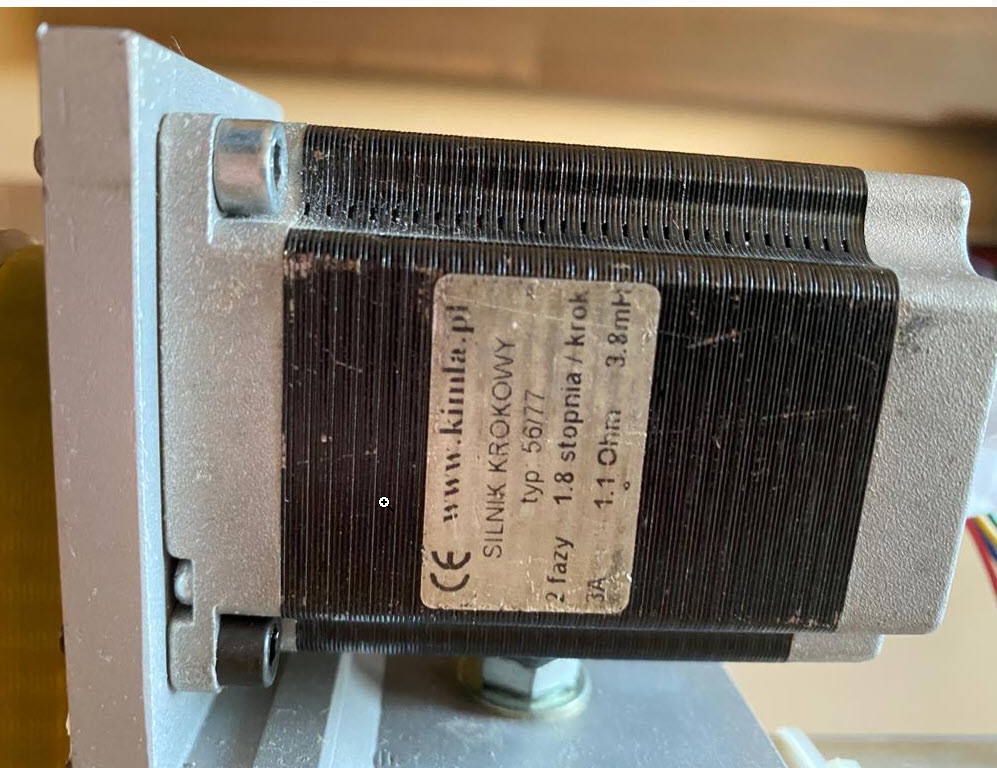 CE www.kimla.pl
SILNIK KROKOWY
typ 56/77
2 fazy 1.8 stopnia / krok
3A 1.1 Ohm 3.8mH